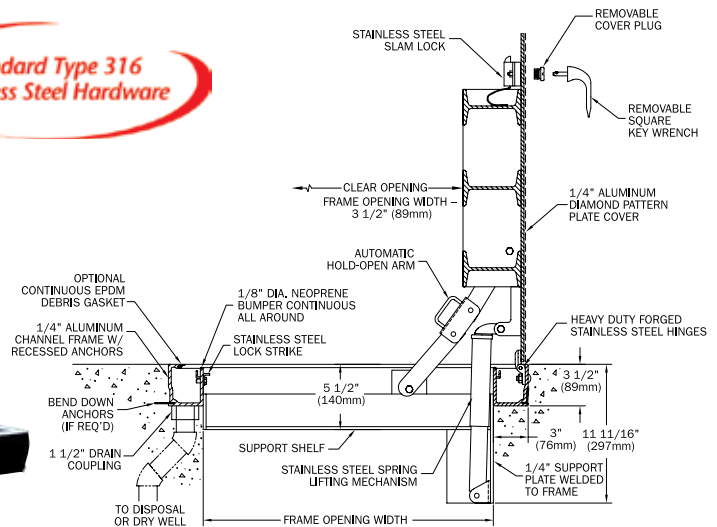 dard Type 316
ss Steel Hardware
STAINLESS STEEL
SLAM LOCK
REMOVABLE
COVER PLUG
REMOVABLE
SQUARE
KEY WRENCH
CLEAR OPENING
FRAME OPENING WIDTH –
3 1/2" (89mm)
1/4" ALUMINUM
DIAMOND PATTERN
PLATE COVER
AUTOMATIC
HOLD-OPEN ARM
OPTIONAL
CONTINUOUS EPDM
DEBRIS GASKET
1/8" DIA. NEOPRENE
BUMPER CONTINUOUS
ALL AROUND
1/4" ALUMINUM
CHANNEL FRAME W/
RECESSED ANCHORS
STAINLESS STEEL
LOCK STRIKE
HEAVY DUTY FORGED
STAINLESS STEEL HINGES
5 1/2"
(140mm)
3 1/2"
(89mm)
BEND DOWN
ANCHORS
(IF REQ'D)
3"
(76mm)
11 11/16"
(297mm)
1 1/2" DRAIN
COUPLING
SUPPORT SHELF
STAINLESS STEEL SPRING
LIFTING MECHANISM
1/4" SUPPORT
PLATE WELDED
TO FRAME
TO DISPOSAL
OR DRY WELL
FRAME OPENING WIDTH